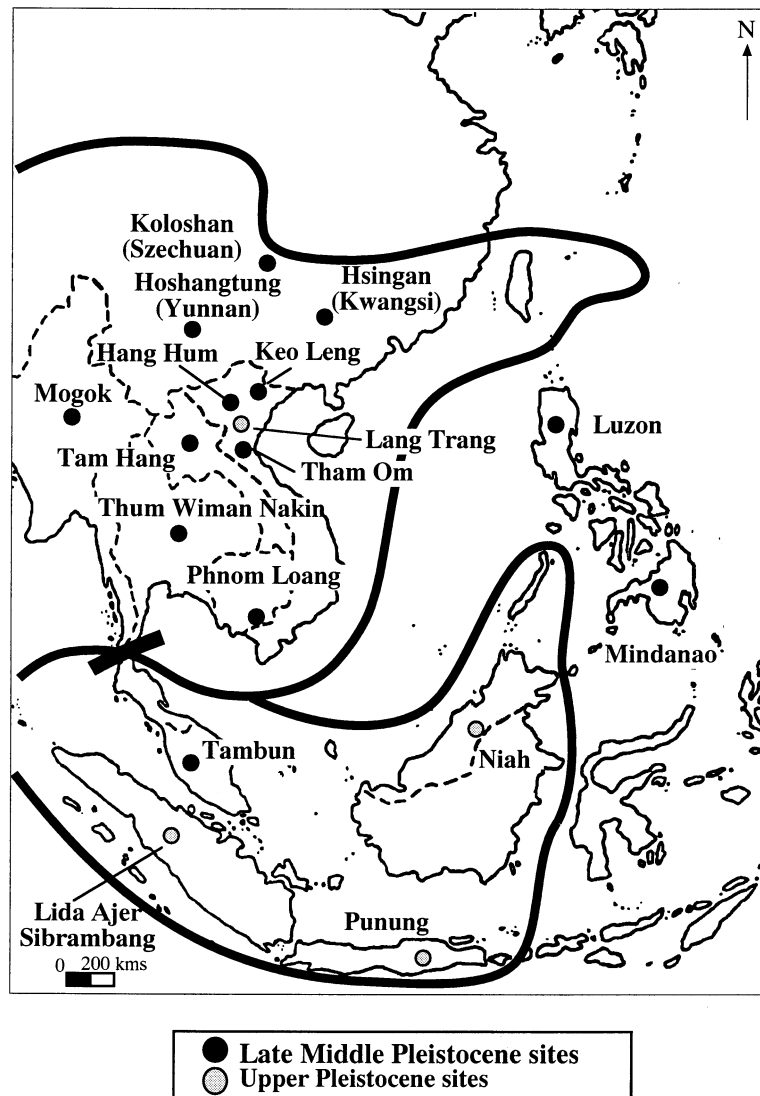 N
Koloshan
(Szechuan)
Hoshangtung
(Yunnan)
Hsingan
(Kwangsi)
Hang Hum
Keo Leng
Mogok
Lang Trang
Luzon
Tam Hang
Tham Om
Thum Wiman Nakin
Phnom Loang
Mindanao
Tambun
Niah
Lida Ajer
Sibrambang
Punung
0 200 kms
Late Middle Pleistocene sites
Upper Pleistocene sites